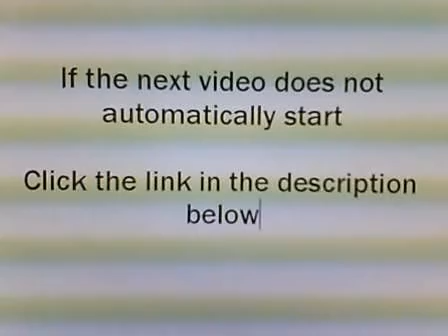 If the next video does not
automatically start
Click the link in the description
below